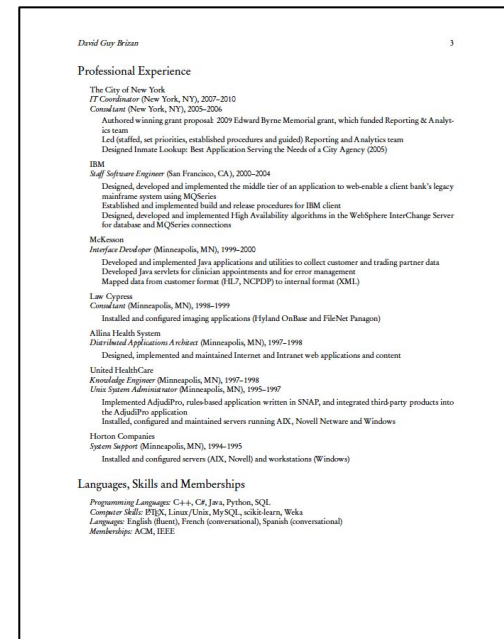 David Guy Brizan 3
Professional Experience
The City of New York
IT Coordinator (New York, NY), 2007–2010
Consultant (New York, NY), 2005–2006
Authored winning grant proposal: 2009 Edward Byrne Memorial grant, which funded Reporting & Analyt-
ics team
Led (staffed, set priorities, established procedures and guided) Reporting and Analytics team
Designed Inmate Lookup: Best Application Serving the Needs of a City Agency (2005)
IBM
Staff Software Engineer (San Francisco, CA), 2000–2004
Designed, developed and implemented the middle tier of an application to web-enable a client bank's legacy
mainframe system using MQSeries
Established and implemented build and release procedures for IBM client
Designed, developed and implemented High Availability algorithms in the WebSphere InterChange Server
for database and MQSeries connections
McKesson
Interface Developer (Minneapolis, MN), 1999–2000
Developed and implemented Java applications and utilities to collect customer and trading partner data
Developed Java servlets for clinician appointments and for error management
Mapped data from customer format (HL7, NCPDP) to internal format (XML)
Law Cypress
Consultant (Minneapolis, MN), 1998–1999
Installed and configured imaging applications (Hyland OnBase and FileNet Panagon)
Allina Health System
Distributed Applications Architect (Minneapolis, MN), 1997–1998
Designed, implemented and maintained Internet and Intranet web applications and content
United HealthCare
Knowledge Engineer (Minneapolis, MN), 1997–1998
Unix System Administrator (Minneapolis, MN), 1995–1997
Implemented AdjudiPro, rules-based application written in SNAP, and integrated third-party products into
the AdjudiPro application
Installed, configured and maintained servers running AIX, Novell Netware and Windows
Horton Companies
System Support (Minneapolis, MN), 1994–1995
Installed and configured servers (AIX, Novell) and workstations (Windows)
Languages, Skills and Memberships
Programming Languages: C++, C#, Java, Python, SQL
Computer Skills: LATEX, Linux/Unix, MySQL, scikit-learn, Weka
Languages: English (fluent), French (conversational), Spanish (conversational)
Memberships: ACM, IEEE